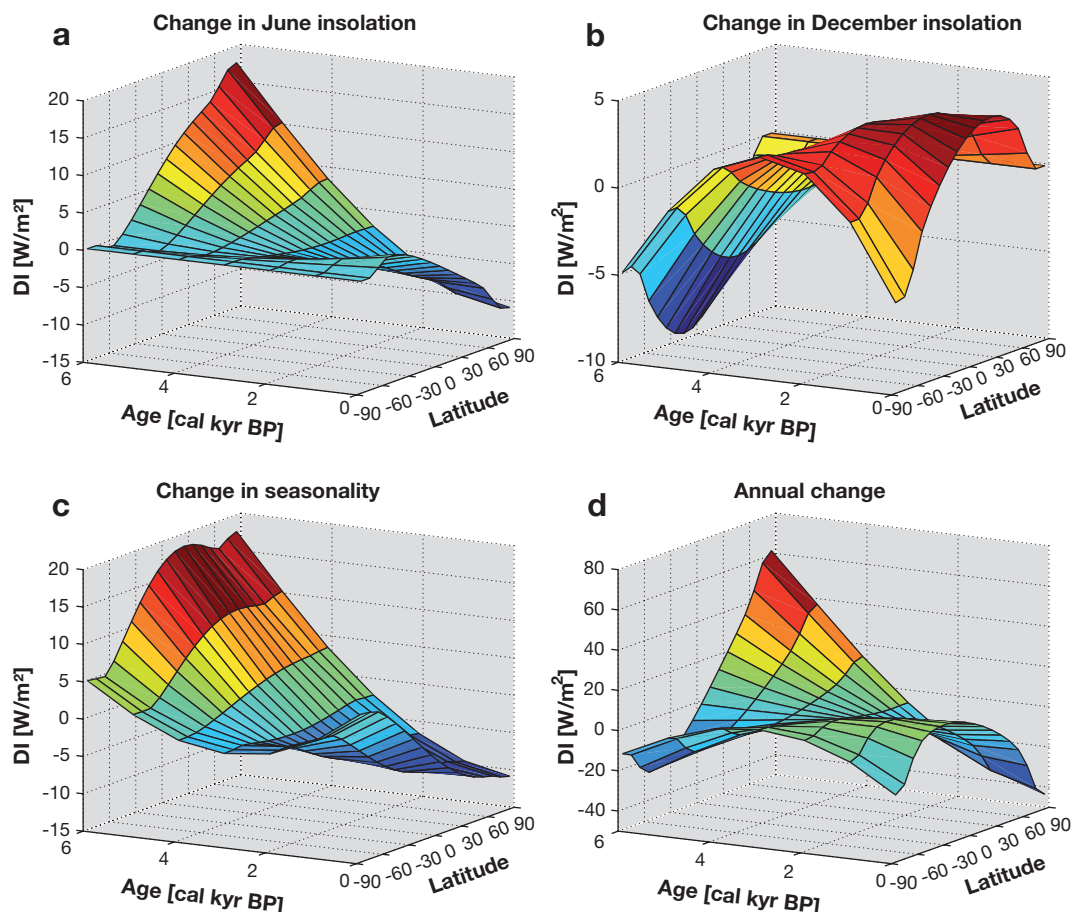 a Change in June insolation
20
15
10
5
0
-5
-10
-15
DI [W/m²]
6
4
2
0
Age [cal kyr BP]
-90 -60 -30 0 30 60 90
Latitude
b Change in December insolation
5
0
-5
-10
DI [W/m²]
6
4
2
0
Age [cal kyr BP]
-90 -60 -30 0 30 60 90
Latitude
c Change in seasonality
20
15
10
5
0
-5
-10
-15
DI [W/m²]
6
4
2
0
Age [cal kyr BP]
-90 -60 -30 0 30 60 90
Latitude
d Annual change
80
60
40
20
0
-20
-40
DI [W/m²]
6
4
2
0
Age [cal kyr BP]
-90 -60 -30 0 30 60 90
Latitude